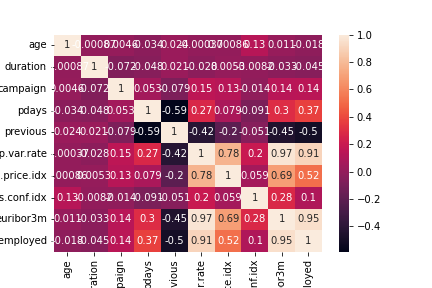 age 1 -0.00087 0.0046 -0.034 0.024 -0.00037 0.00086 0.13 0.011 -0.018
duration 1 -0.072 -0.048 0.021 -0.028 0.0053 -0.0082 -0.033 -0.045
campaign 0.0046 -0.072 1 0.053 -0.079 0.15 0.13 -0.014 0.14 0.14
pdays -0.034 -0.048 0.053 1 -0.59 0.27 0.079 -0.091 0.3 0.37
previous 0.024 0.021 -0.079 -0.59 1 -0.42 -0.2 -0.051 -0.45 -0.5
p.var.rate 0.15 0.27 -0.42 1 0.78 0.2 0.97 0.91
.price.idx 0.0053 0.13 0.079 -0.2 0.78 1 0.059 0.69 0.52
s.conf.idx 0.13 -0.0082 -0.014 -0.091 -0.051 0.2 0.059 1 0.28 0.1
euribor3m 0.011 -0.033 0.14 0.3 -0.45 0.97 0.69 0.28 1 0.95
employed -0.018 -0.045 0.14 0.37 -0.5 0.91 0.52 0.1 0.95 1
age
ration
paign
pdays
vious
r.rate
ce.idx
nf.idx
or3m
loyed
1.0
0.8
0.6
0.4
0.2
0.0
-0.2
-0.4